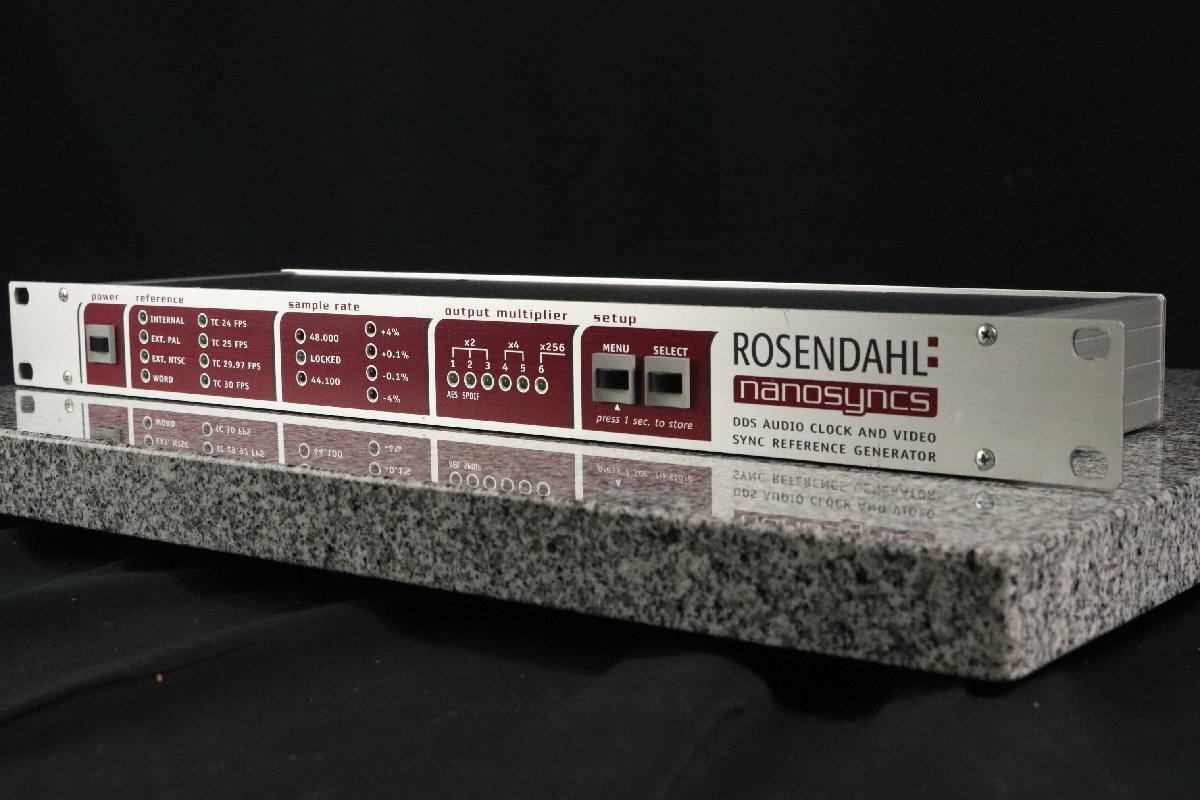 power
reference
INTERNAL
EXT. PAL
EXT. NTSC
WORD
TC 24 FPS
TC 25 FPS
TC 29.97 FPS
TC 30 FPS
sample rate
48.000
LOCKED
44.100
+4%
+0.1%
-0.1%
-4%
output multiplier
x2 x4 x256
1 2 3 4 5 6
AES SPDIF
setup
MENU SELECT
press 1 sec. to store
ROSENDAHL
nanosyncs
DDS AUDIO CLOCK AND VIDEO
SYNC REFERENCE GENERATOR